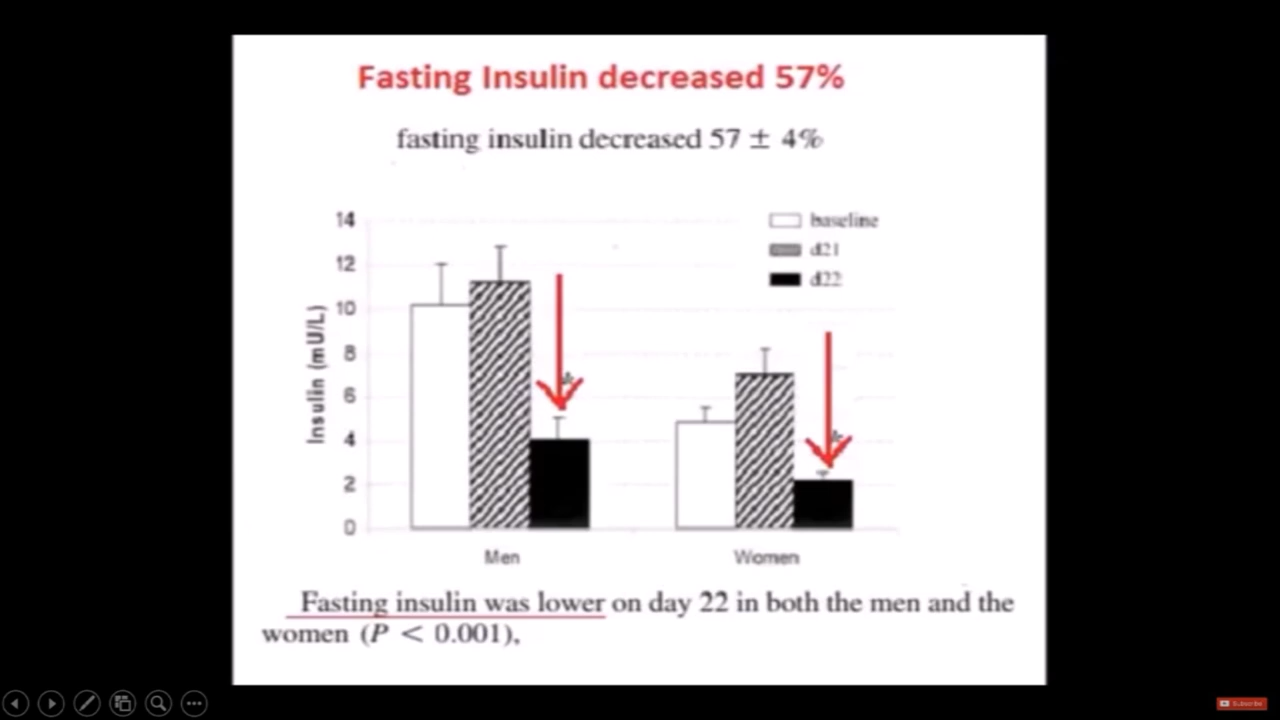 Fasting Insulin decreased 57%
fasting insulin decreased 57 ± 4%
14
12
10
8
6
4
2
0
Insulin (mU/L)
baseline
d21
d22
*
*
Men
Women
Fasting insulin was lower on day 22 in both the men and the
women (P < 0.001),
Subscribe